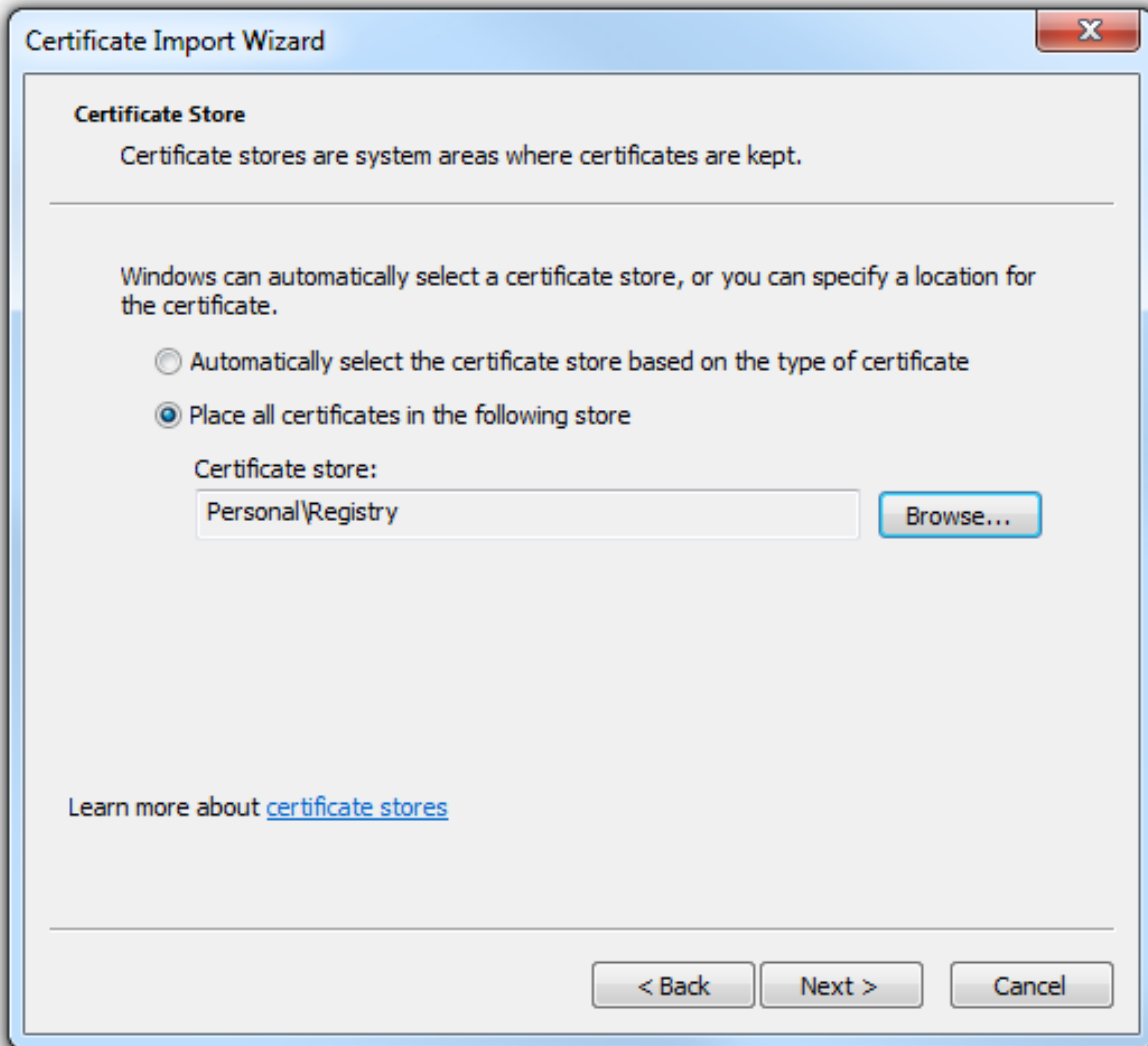 Certificate Import Wizard
Certificate Store
Certificate stores are system areas where certificates are kept.
Windows can automatically select a certificate store, or you can specify a location for
the certificate.
Automatically select the certificate store based on the type of certificate
Place all certificates in the following store
Certificate store:
Personal\Registry
Browse...
Learn more about certificate stores
< Back
Next >
Cancel